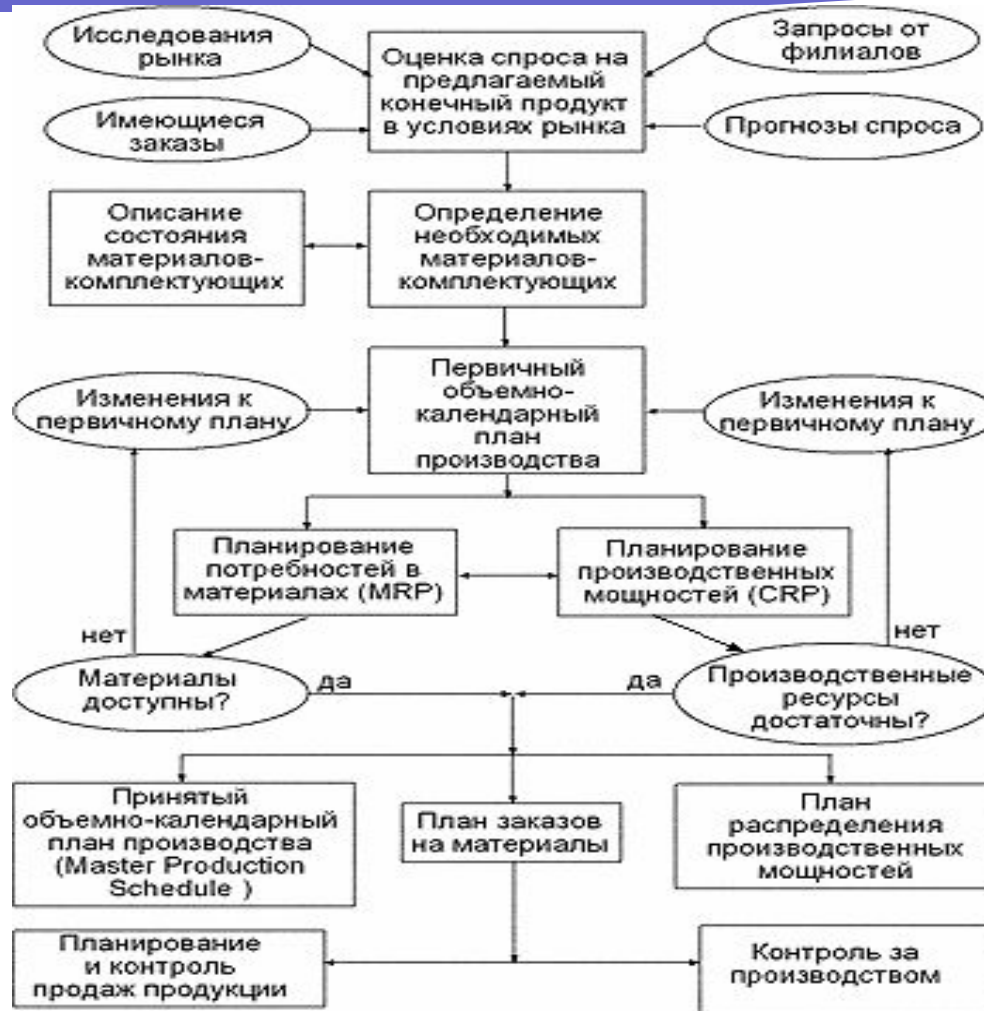 Исследования
рынка
Оценка спроса на
предлагаемый
конечный продукт
в условиях рынка
Запросы от
филиалов
Имеющиеся
заказы
Прогнозы спроса
Описание
состояния
материалов-
комплектующих
Определение
необходимых
материалов-
комплектующих
Изменения к
первичному плану
Первичный
объемно-
календарный
план
производства
Изменения к
первичному плану
Планирование
потребностей в
материалах (MRP)
Планирование
производственных
мощностей (CRP)
нет
нет
Материалы
доступны?
да
да
Производственные
ресурсы
достаточны?
Принятый
объемно-календарный
план производства
(Master Production
Schedule )
План заказов
на материалы
План
распределения
производственных
мощностей
Планирование
и контроль
продаж продукции
Контроль за
производством